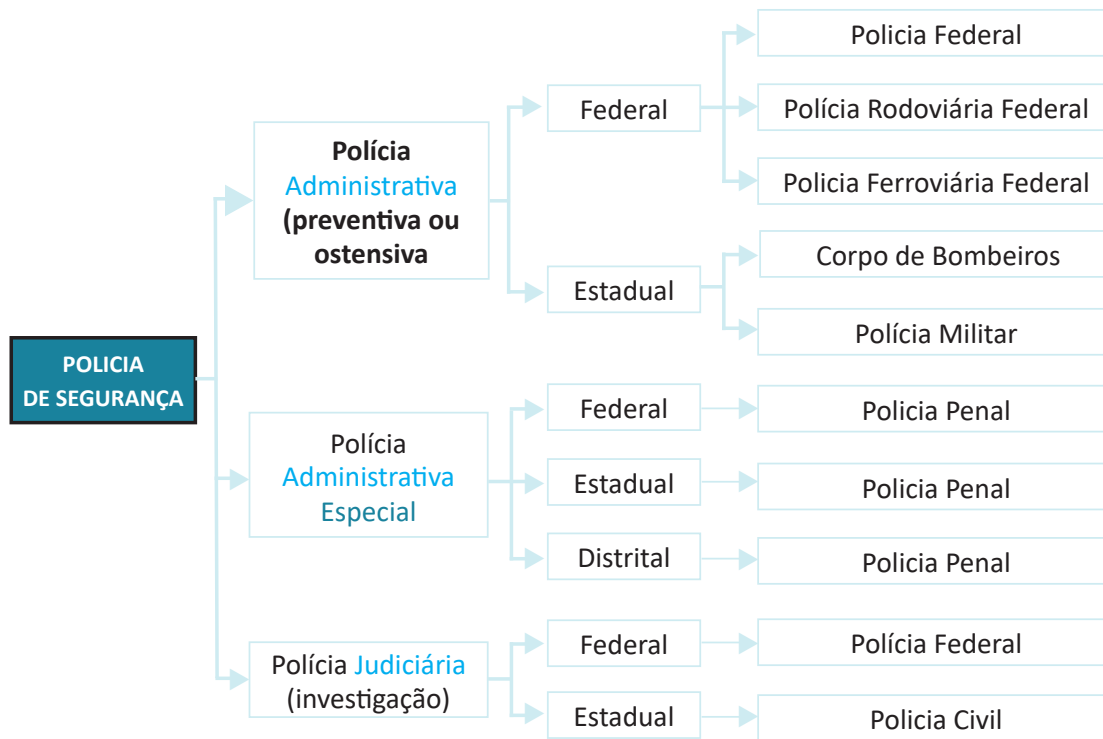 POLICIA
DE SEGURANÇA
Polícia
Administrativa
(preventiva ou
ostensiva
Federal
Policia Federal
Polícia Rodoviária Federal
Policia Ferroviária Federal
Estadual
Corpo de Bombeiros
Polícia Militar
Polícia
Administrativa
Especial
Federal
Policia Penal
Estadual
Policia Penal
Distrital
Policia Penal
Polícia Judiciária
(investigação)
Federal
Polícia Federal
Estadual
Policia Civil